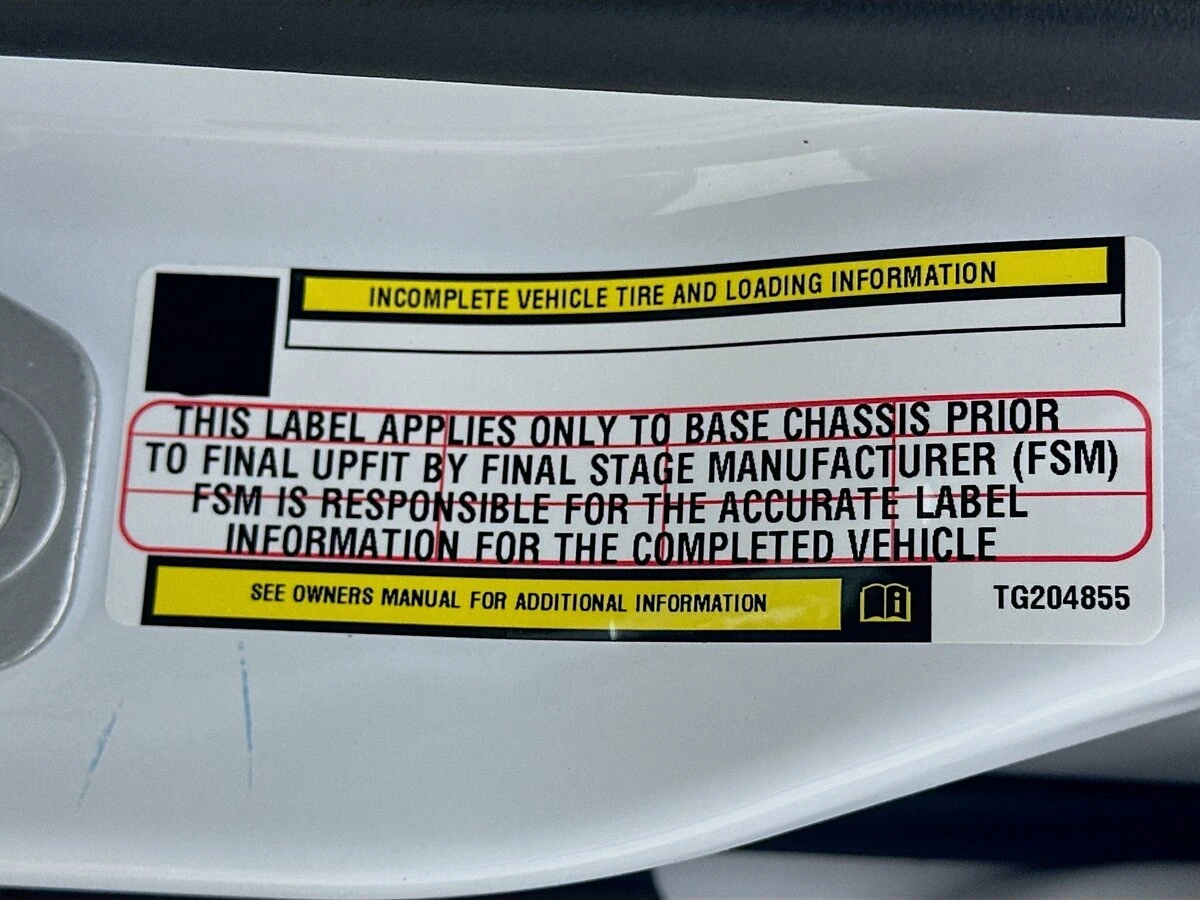 INCOMPLETE VEHICLE TIRE AND LOADING INFORMATION
THIS LABEL APPLIES ONLY TO BASE CHASSIS PRIOR
TO FINAL UPFIT BY FINAL STAGE MANUFACTURER (FSM)
FSM IS RESPONSIBLE FOR THE ACCURATE LABEL
INFORMATION FOR THE COMPLETED VEHICLE
SEE OWNERS MANUAL FOR ADDITIONAL INFORMATION
TG204855